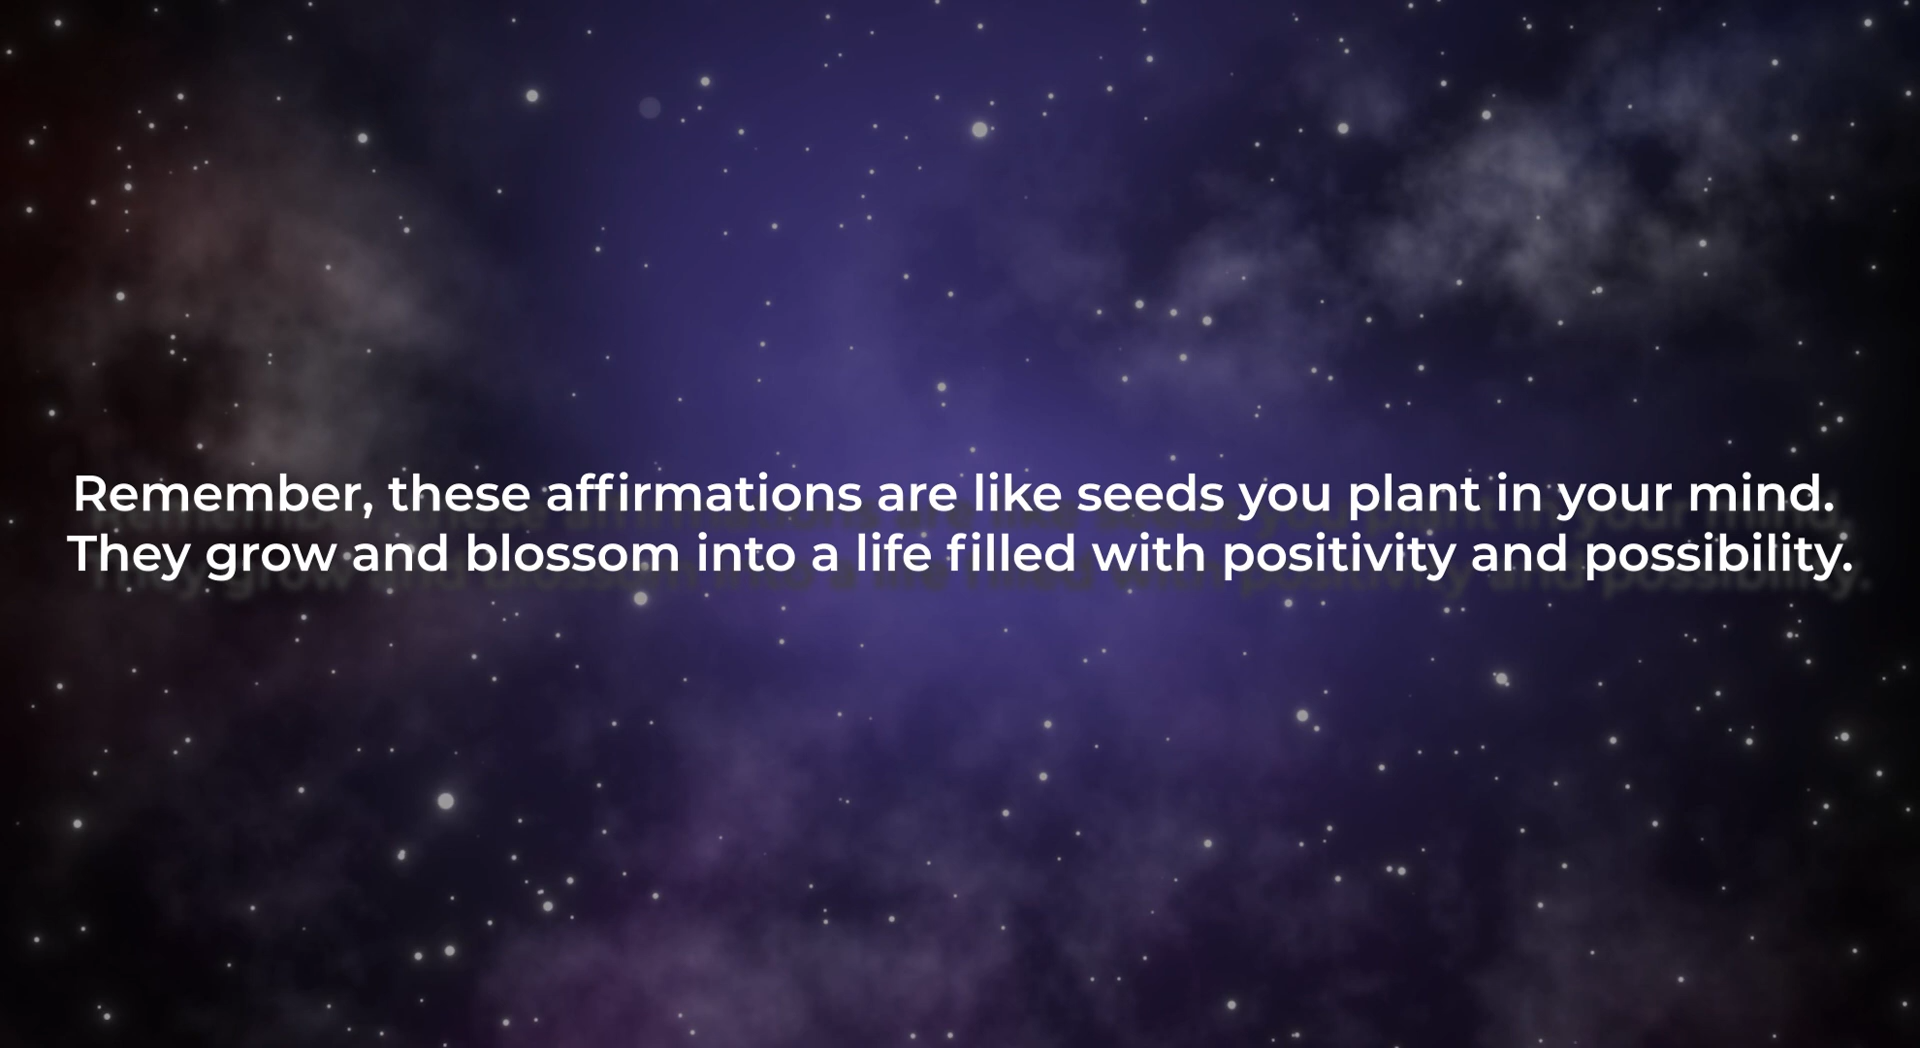 Remember, these affirmations are like seeds you plant in your mind.
They grow and blossom into a life filled with positivity and possibility.